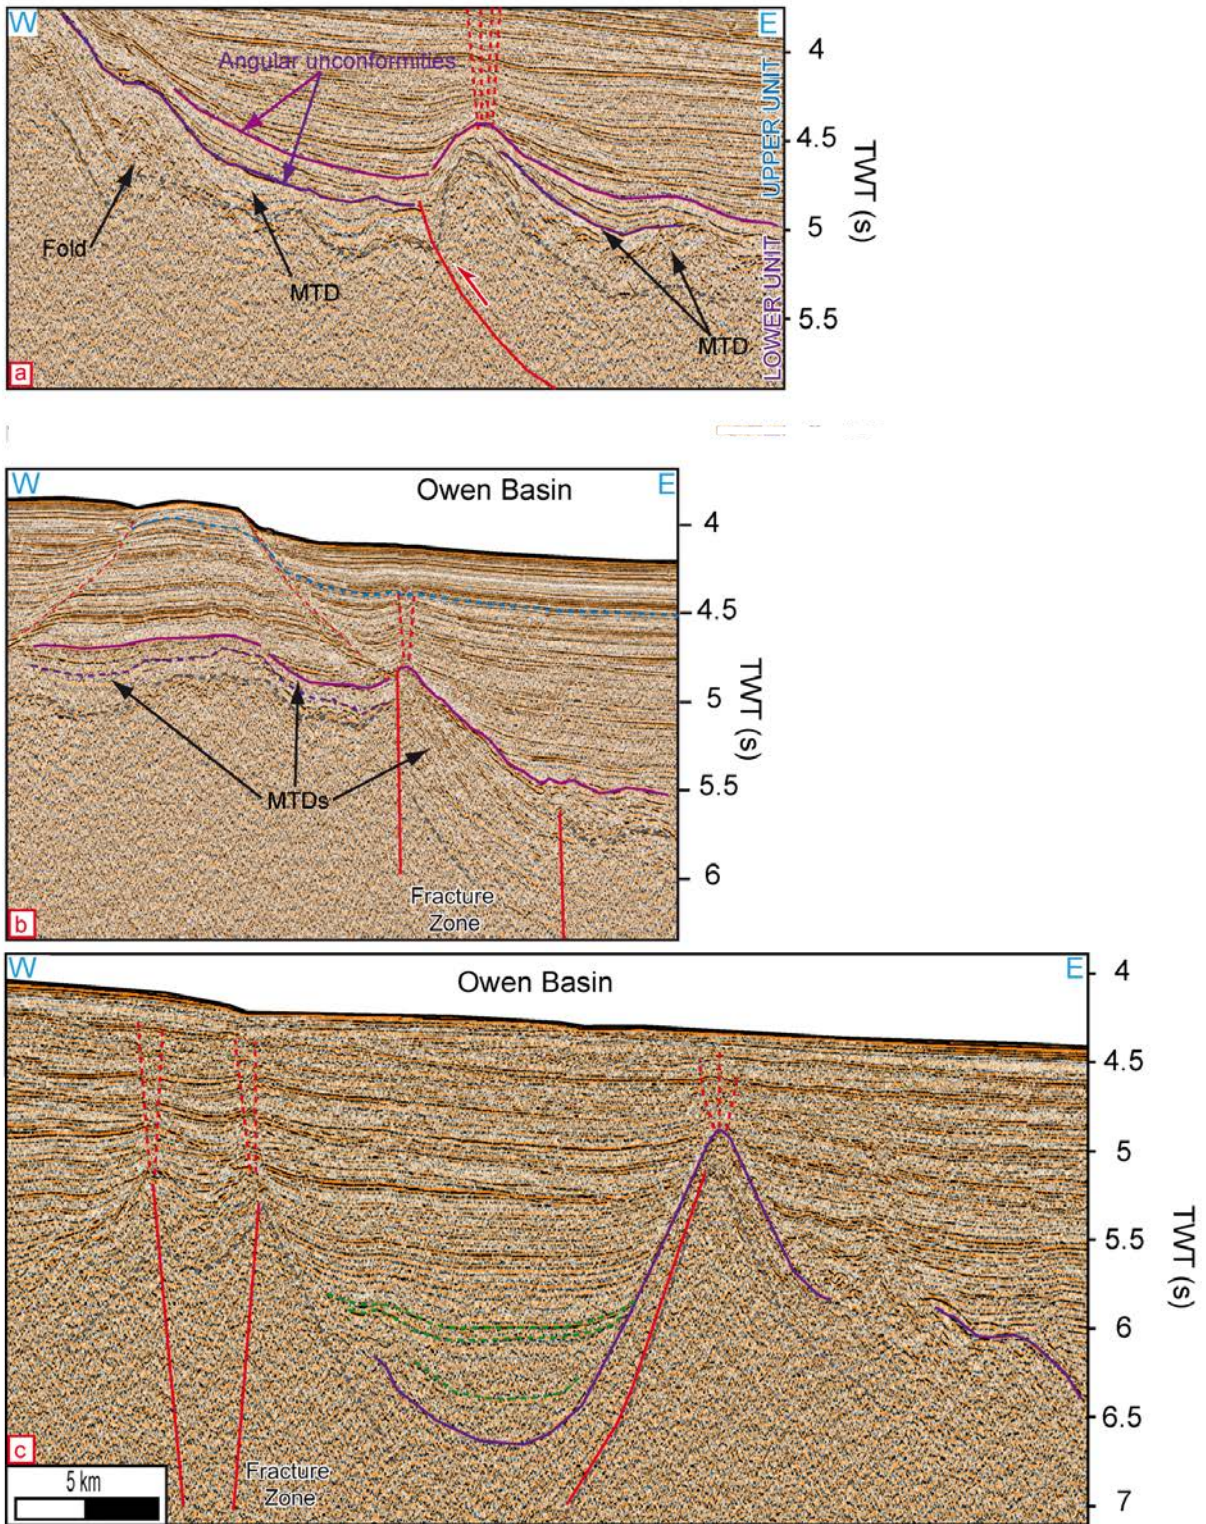 W
E
Angular unconformities
4
4.5
5
5.5
TWT (s)
UPPER UNIT
LOWER UNIT
Fold
MTD
MTD
a
W
Owen Basin
E
4
4.5
5
5.5
6
TWT (s)
MTDs
Fracture
Zone
b
W
Owen Basin
E
4
4.5
5
5.5
6
6.5
7
TWT (s)
c
Fracture
Zone
5 km